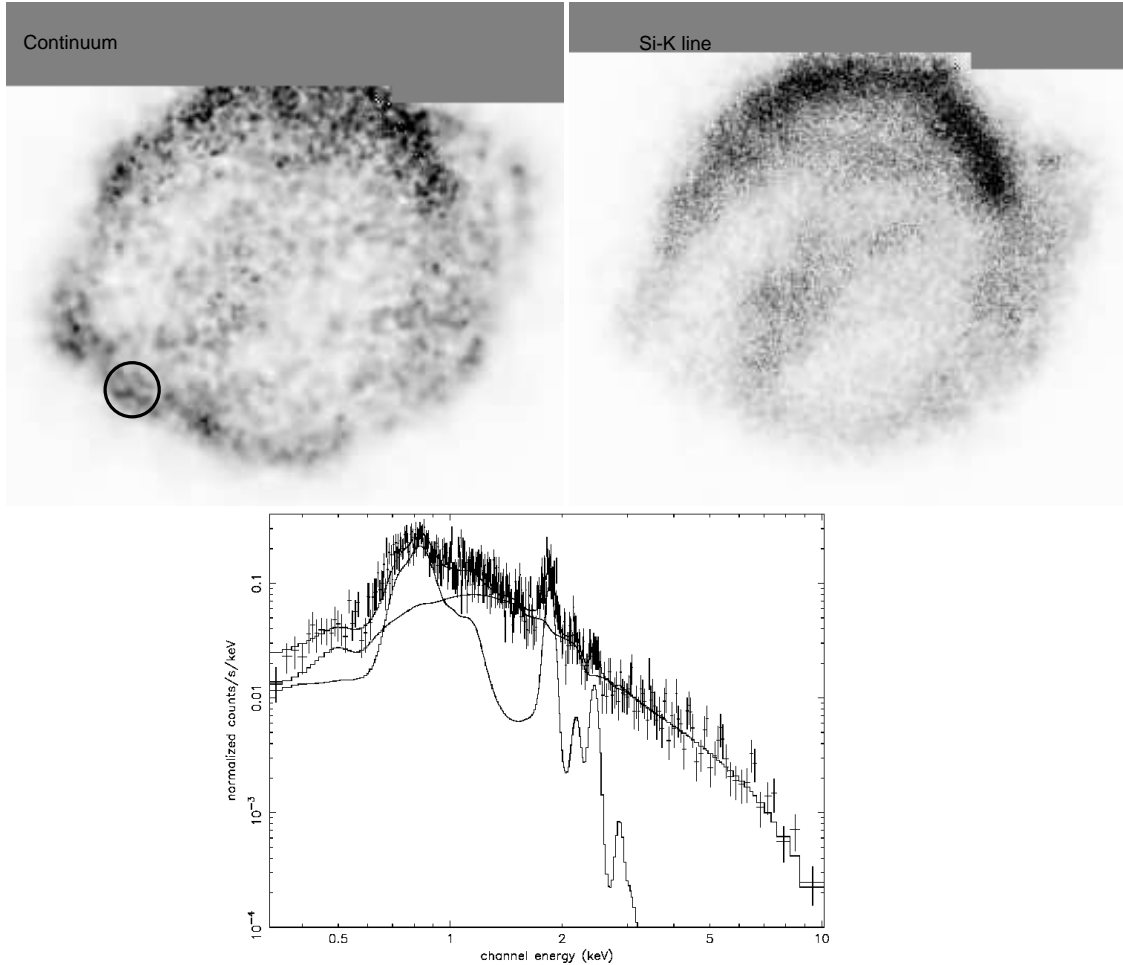 Continuum
Si-K line
normalized counts/s/keV
0.1
0.01
10⁻³
10⁻⁴
0.5
1
2
5
10
channel energy (keV)